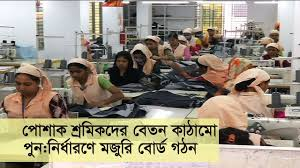 পোশাক শ্রমিকদের বেতন কাঠামো
পুন:নির্ধারণে মজুরি বোর্ড গঠন